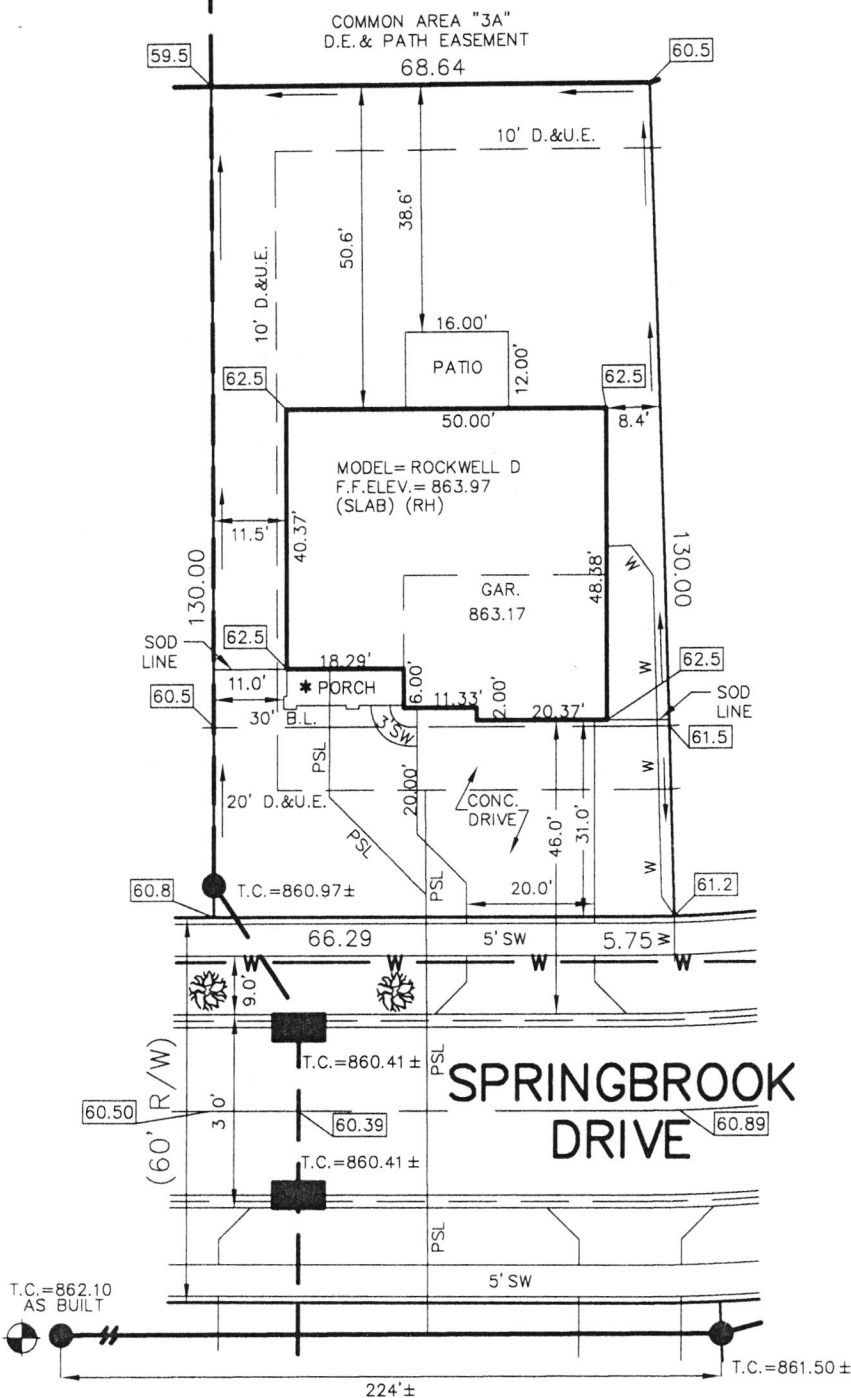 COMMON AREA "3A"
D.E. & PATH EASEMENT
59.5
68.64
60.5
10' D.&U.E.
50.6'
38.6'
10' D.&U.E.
16.00'
PATIO
12.00'
62.5
62.5
50.00'
8.4'
MODEL= ROCKWELL D
F.F.ELEV.= 863.97
(SLAB) (RH)
11.5'
40.37'
130.00
48.38'
130.00
W
GAR.
863.17
SOD
LINE
62.5
18.29'
62.5
* PORCH
6.00'
W
60.5
11.0'
11.33'
2.00'
20.37'
SOD
LINE
30' B.L.
3'SW
61.5
PSL
20.00'
W
20' D.&U.E.
CONC.
DRIVE
46.0'
31.0'
PSL
60.8
T.C.=860.97±
PSL
20.0'
W
61.2
66.29
5' SW
5.75
W
W
W
W
W
9.0'
(60' R/W)
T.C.=860.41 ±
PSL
SPRINGBROOK
DRIVE
60.50
60.39
60.89
T.C.=860.41±
PSL
5' SW
T.C.=862.10
AS BUILT
T.C.=861.50±
224'±